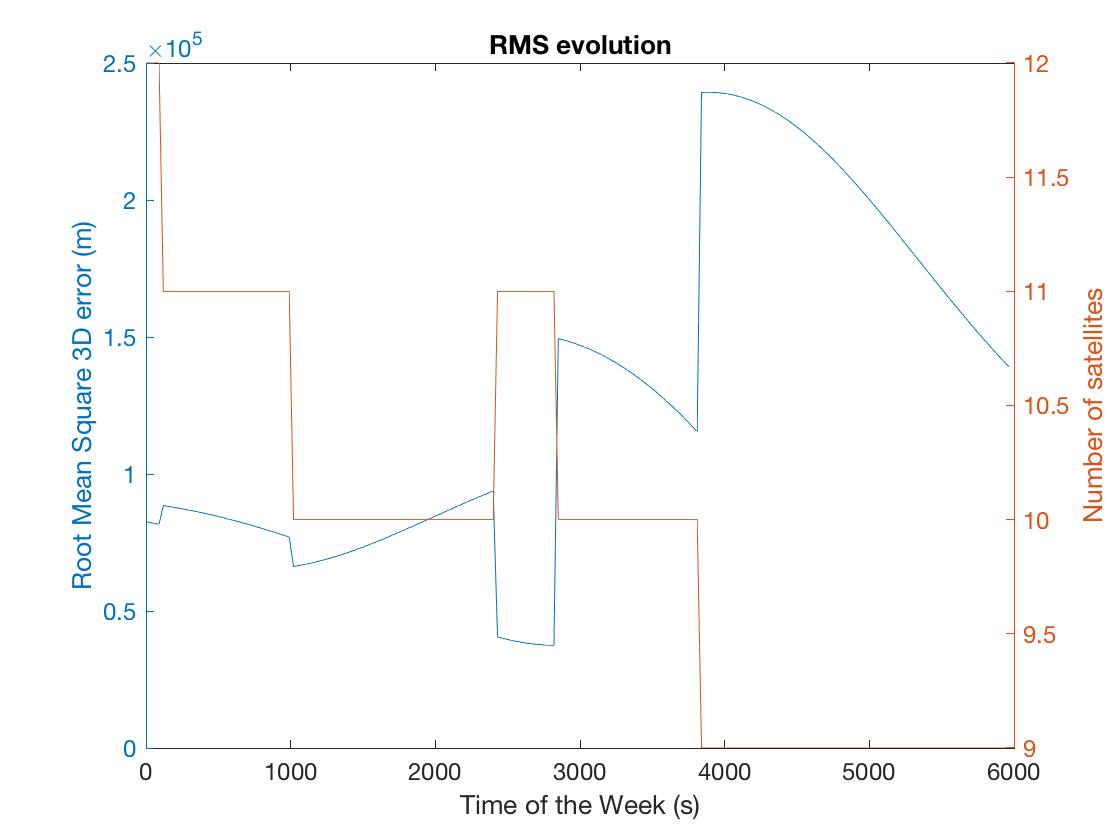 RMS evolution
×10⁵
2.5
2
1.5
1
0.5
0
Root Mean Square 3D error (m)
12
11.5
11
10.5
10
9.5
9
Number of satellites
0 1000 2000 3000 4000 5000 6000
Time of the Week (s)